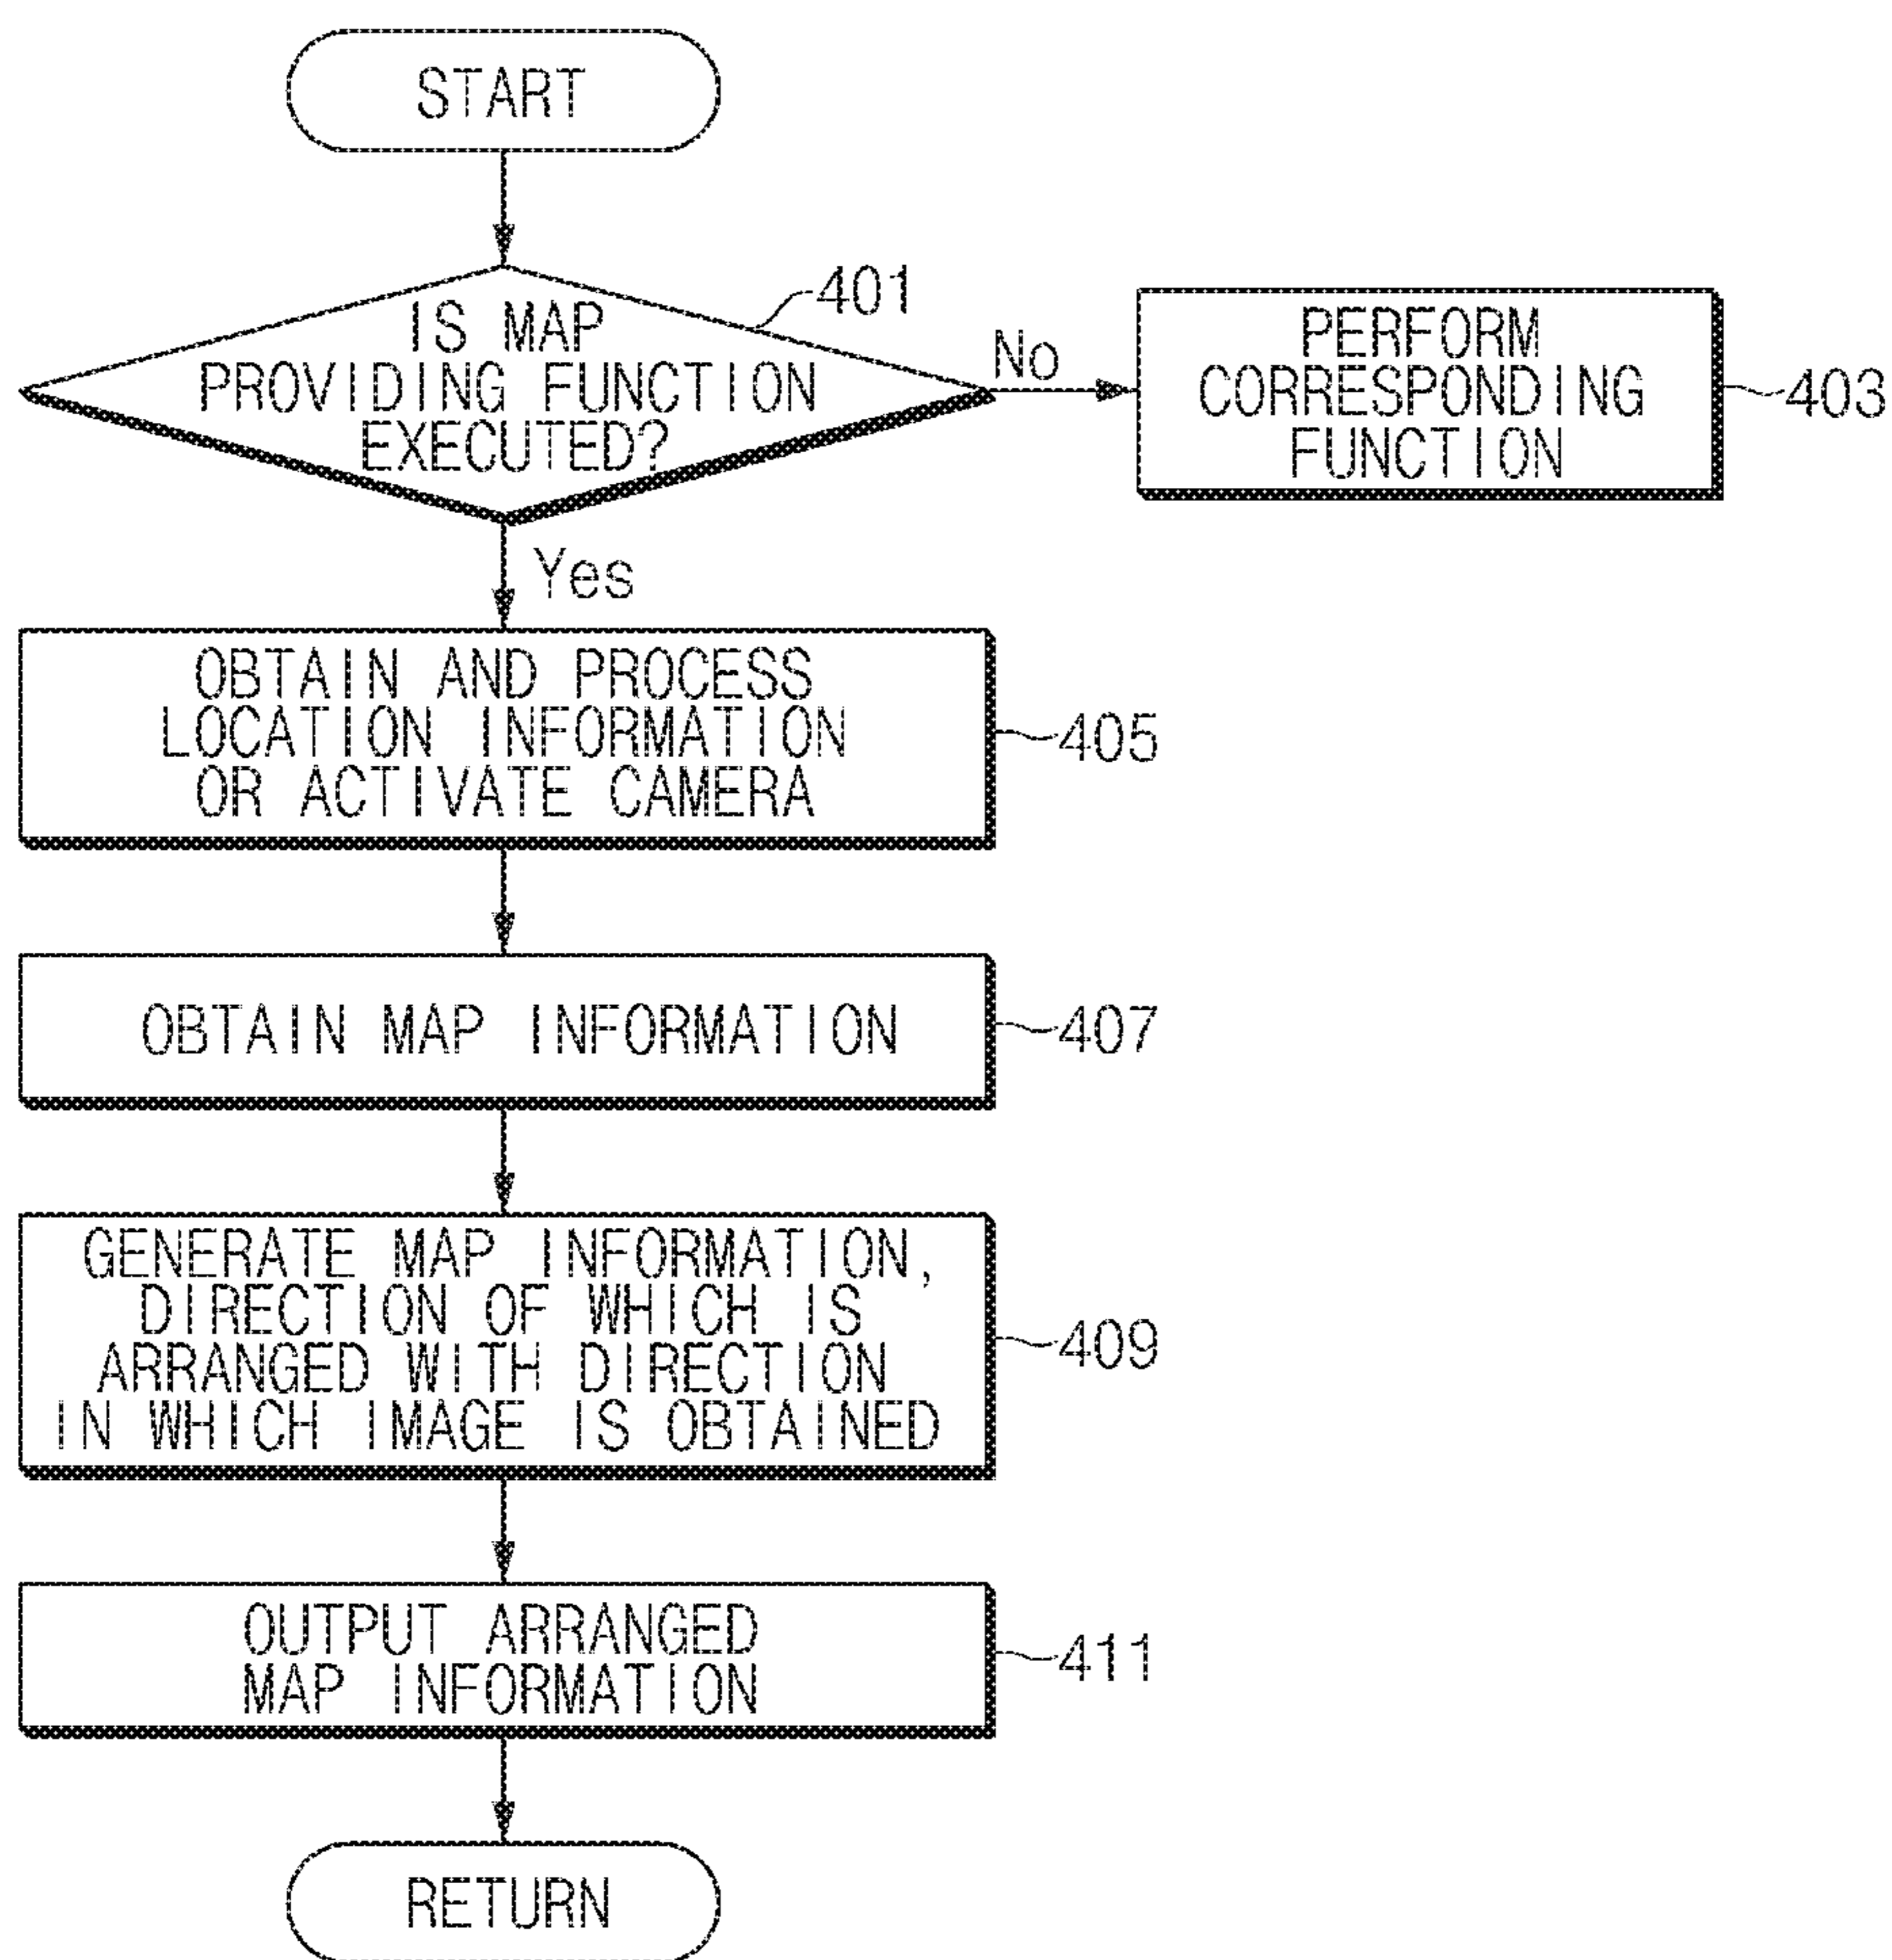 START
IS MAP
PROVIDING FUNCTION
EXECUTED?
401
No
PERFORM
CORRESPONDING
FUNCTION
403
Yes
OBTAIN AND PROCESS
LOCATION INFORMATION
OR ACTIVATE CAMERA
405
OBTAIN MAP INFORMATION
407
GENERATE MAP INFORMATION,
DIRECTION OF WHICH IS
ARRANGED WITH DIRECTION
IN WHICH IMAGE IS OBTAINED
409
OUTPUT ARRANGED
MAP INFORMATION
411
RETURN